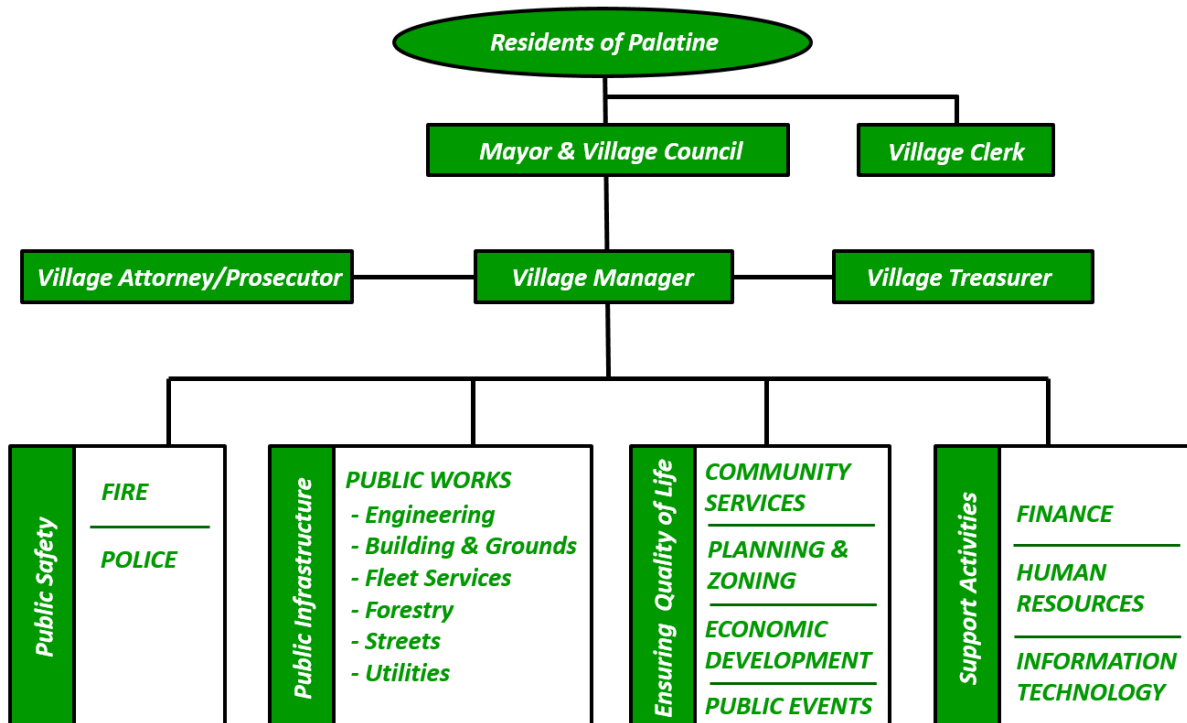 Residents of Palatine
Mayor & Village Council
Village Clerk
Village Attorney/Prosecutor
Village Manager
Village Treasurer
Public Safety
FIRE
POLICE
Public Infrastructure
PUBLIC WORKS
- Engineering
- Building & Grounds
- Fleet Services
- Forestry
- Streets
- Utilities
Ensuring Quality of Life
COMMUNITY
SERVICES
PLANNING &
ZONING
ECONOMIC
DEVELOPMENT
PUBLIC EVENTS
Support Activities
FINANCE
HUMAN
RESOURCES
INFORMATION
TECHNOLOGY